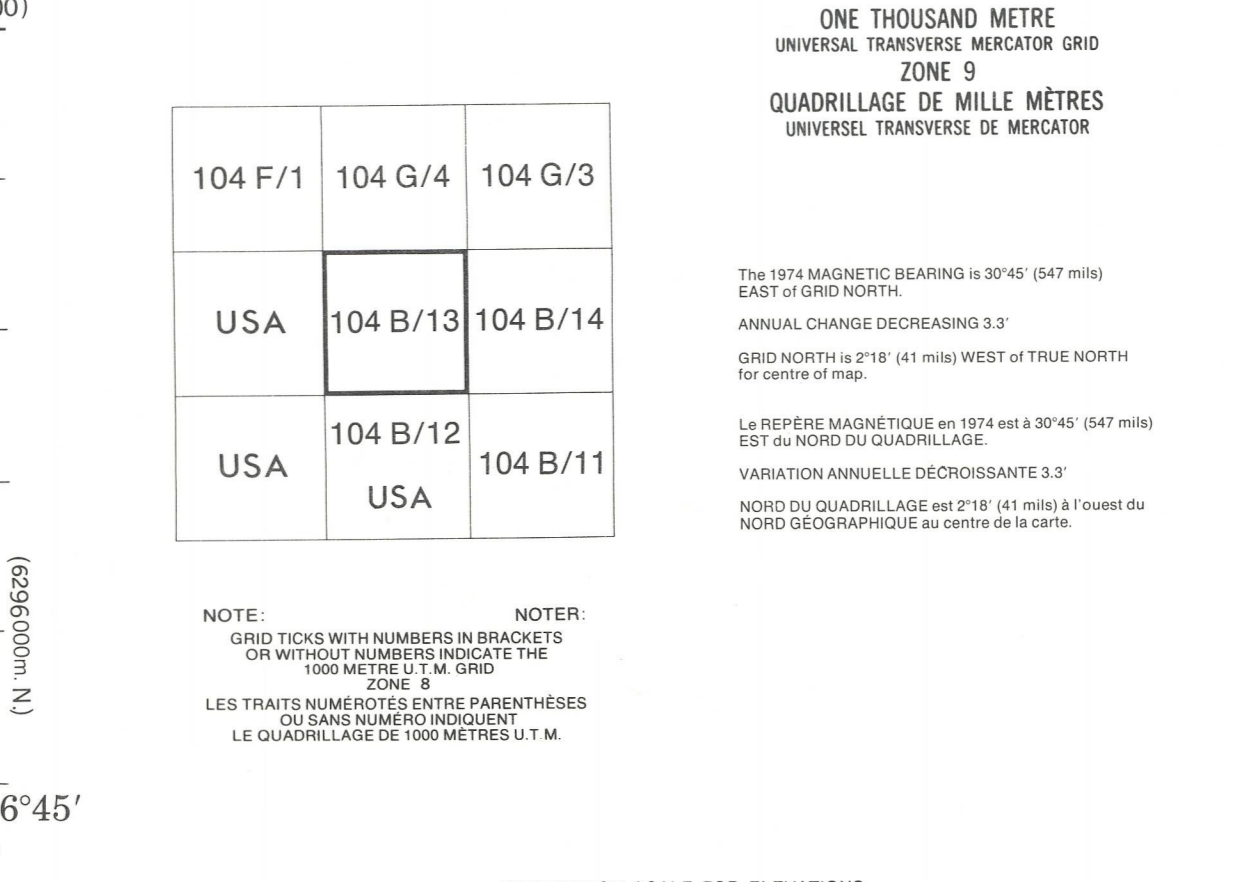 ONE THOUSAND METRE
UNIVERSAL TRANSVERSE MERCATOR GRID
ZONE 9
QUADRILLAGE DE MILLE MÈTRES
UNIVERSEL TRANSVERSE DE MERCATOR
104 F/1 104 G/4 104 G/3
USA 104 B/13 104 B/14
USA 104 B/12 USA 104 B/11
The 1974 MAGNETIC BEARING is 30°45′ (547 mils)
EAST of GRID NORTH.
ANNUAL CHANGE DECREASING 3.3′
GRID NORTH is 2°18′ (41 mils) WEST of TRUE NORTH
for centre of map.
Le REPÈRE MAGNÉTIQUE en 1974 est à 30°45′ (547 mils)
EST du NORD DU QUADRILLAGE.
VARIATION ANNUELLE DÉCROISSANTE 3.3′
NORD DU QUADRILLAGE est 2°18′ (41 mils) à l'ouest du
NORD GÉOGRAPHIQUE au centre de la carte.
(6296000m. N.)
NOTE: NOTER:
GRID TICKS WITH NUMBERS IN BRACKETS
OR WITHOUT NUMBERS INDICATE THE
1000 METRE U.T.M. GRID
ZONE 8
LES TRAITS NUMÉROTÉS ENTRE PARENTHÈSES
OU SANS NUMÉRO INDIQUENT
LE QUADRILLAGE DE 1000 MÈTRES U.T.M.
6°45′